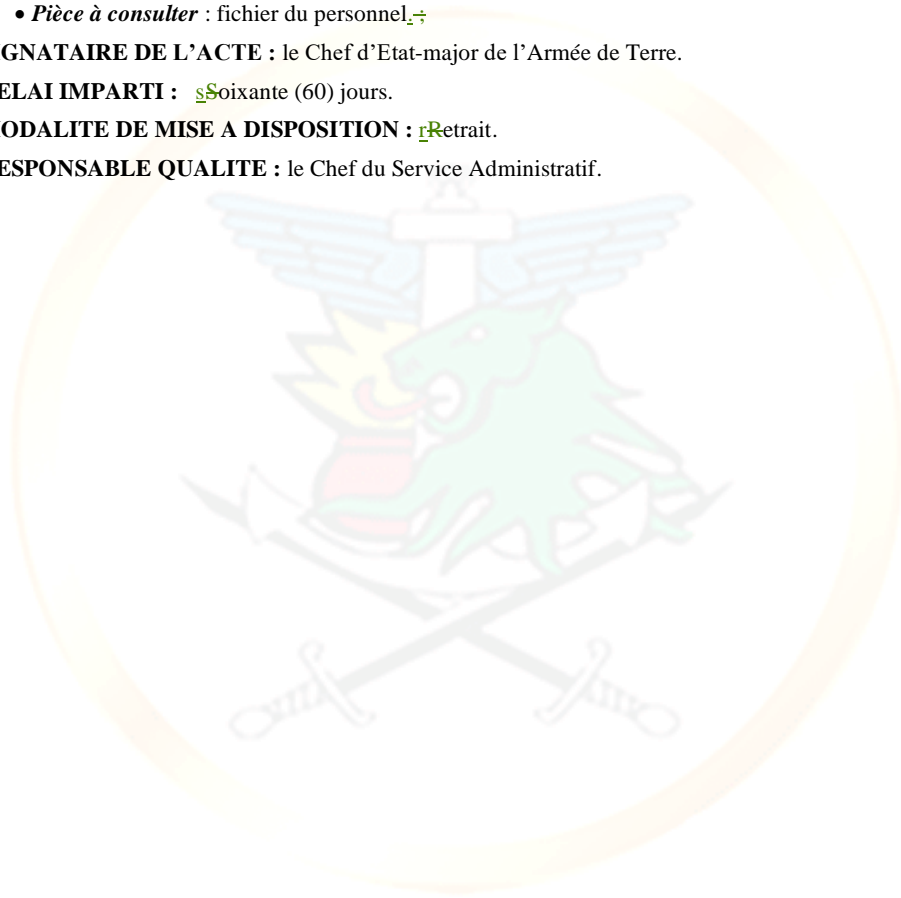 • Pièce à consulter : fichier du personnel.;
IGNATAIRE DE L’ACTE : le Chef d’Etat-major de l’Armée de Terre.
ELAI IMPARTI : sSoixante (60) jours.
ODALITE DE MISE A DISPOSITION : rRetrait.
ESPONSABLE QUALITE : le Chef du Service Administratif.